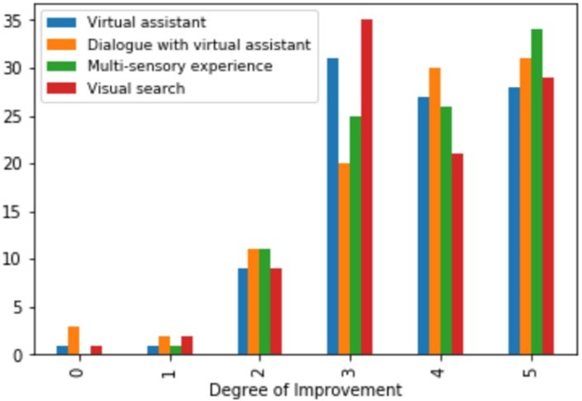 35
30
25
20
15
10
5
0
Virtual assistant
Dialogue with virtual assistant
Multi-sensory experience
Visual search
0 1 2 3 4 5
Degree of Improvement